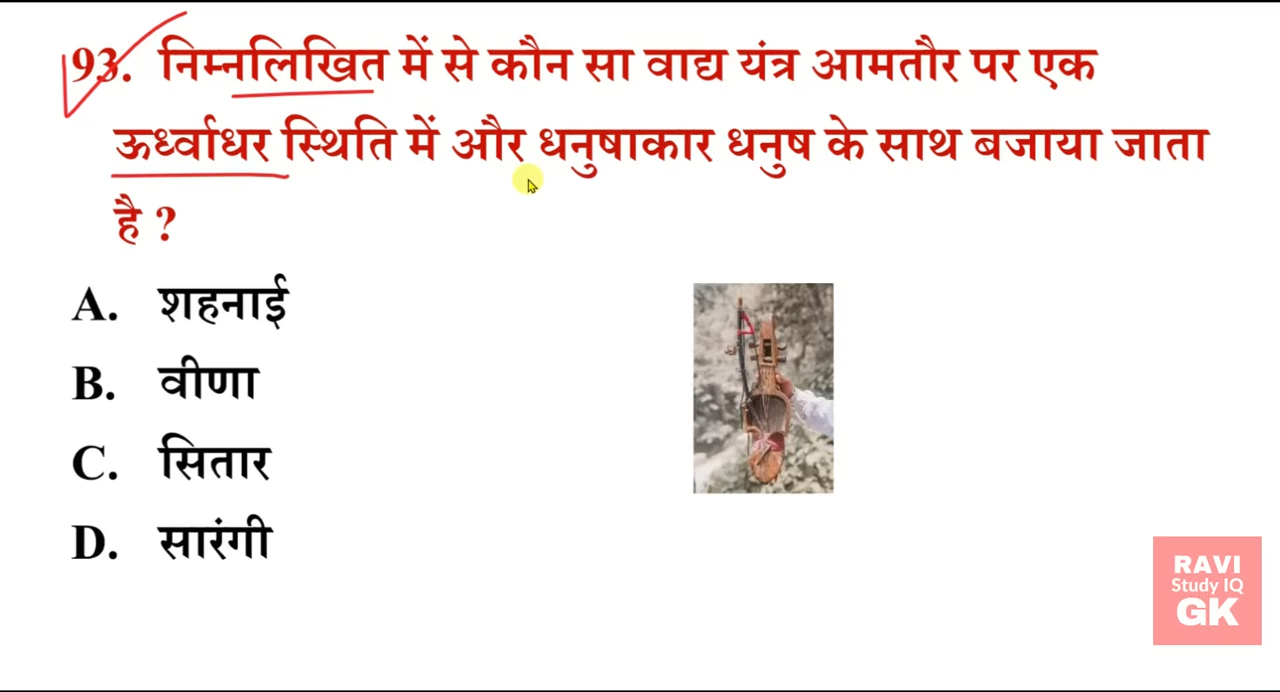 93. निम्नलिखित में से कौन सा वाद्य यंत्र आमतौर पर एक
ऊर्ध्वाधर स्थिति में और धनुषाकार धनुष के साथ बजाया जाता
है ?
A. शहनाई
B. वीणा
C. सितार
D. सारंगी
RAVI
Study IQ
GK